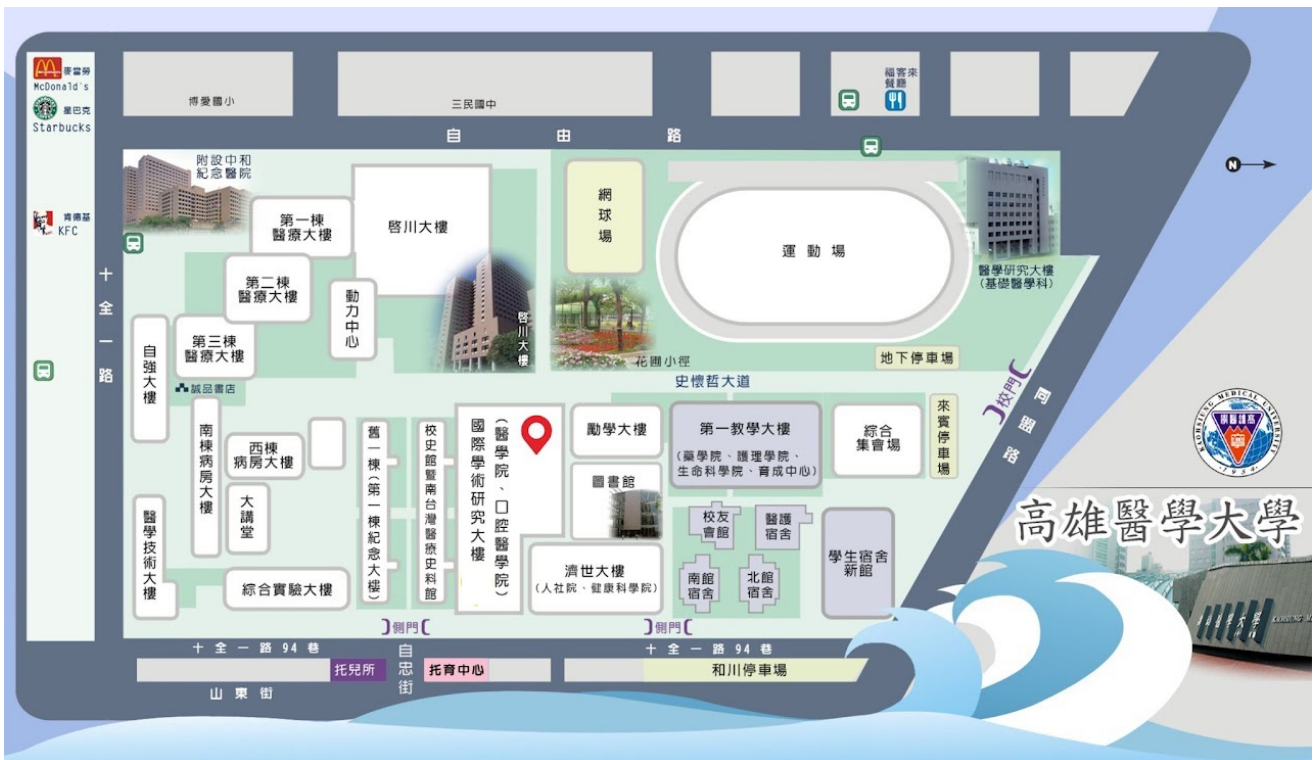 麥當勞
McDonald's
星巴克
Starbucks
肯德基
KFC
博愛國小
三民國中
福客來
餐廳
自由路
N
附設中和
紀念醫院
第一棟
醫療大樓
啓川大樓
網球場
運動場
醫學研究大樓
(基礎醫學科)
第二棟
醫療大樓
動力中心
啓川大樓
十全一路
自強大樓
第三棟
醫療大樓
誠品書店
花圃小徑
地下停車場
史懷哲大道
校門
同盟路
南棟病房大樓
西棟
病房大樓
大講堂
舊一棟(第一棟紀念大樓)
校史館暨南台灣醫療史料館
國際學術研究大樓
(醫學院、口腔醫學院)
勵學大樓
圖書館
第一教學大樓
(藥學院、護理學院、
生命科學院、育成中心)
綜合
集會場
來賓停車場
KAOHSIUNG MEDICAL UNIVERSITY
高雄醫學大學
醫學技術大樓
綜合實驗大樓
濟世大樓
(人社院、健康科學院)
校友
會館
醫護
宿舍
南館
宿舍
北館
宿舍
學生宿舍
新館
側門
側門
十全一路94巷
自忠街
十全一路94巷
托兒所
托育中心
和川停車場
山東街